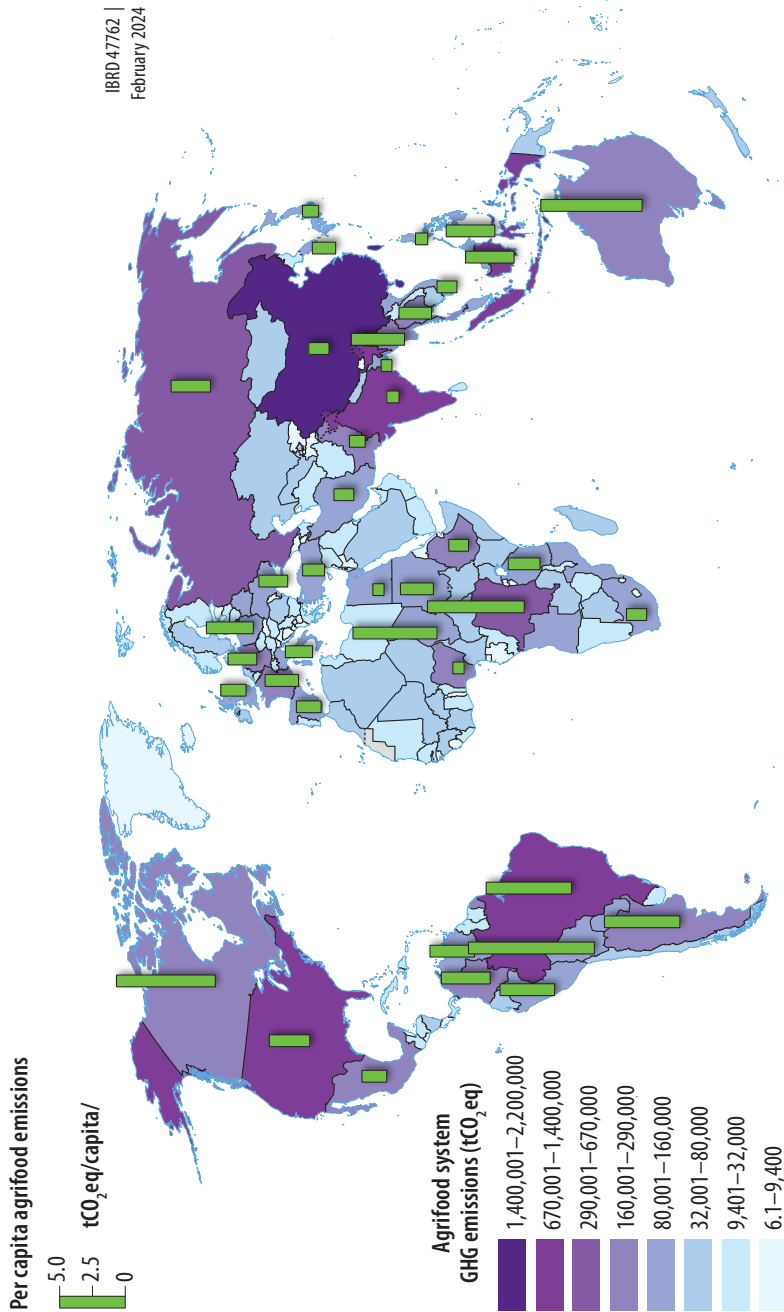 Per capita agrifood emissions
tCO2eq/capita/
5.0
2.5
0
IBRD 47762 |
February 2024
Agrifood system
GHG emissions (tCO2eq)
1,400,001–2,200,000
670,001–1,400,000
290,001–670,000
160,001–290,000
80,001–160,000
32,001–80,000
9,401–32,000
6.1–9,400